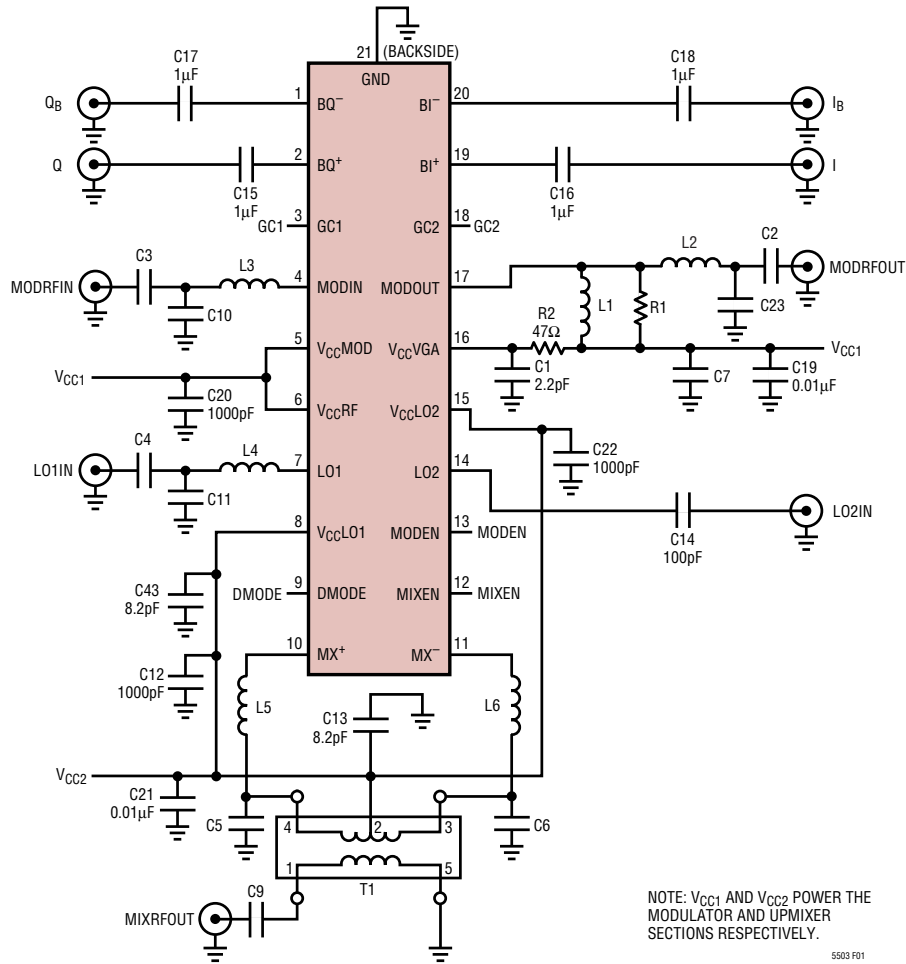 21 (BACKSIDE)
GND
C17
1µF
C18
1µF
QB
1
BQ–
BI–
20
IB
Q
2
BQ+
BI+
19
I
C15
1µF
C16
1µF
GC1
3
GC1
GC2
18
GC2
C3
L3
L2
C2
MODRFIN
4
MODIN
MODOUT
17
MODRFOUT
C10
L1
R1
C23
R2
47Ω
5
VCCMOD
VCCVGA
16
VCC1
VCC1
C20
1000pF
C1
2.2pF
C7
C19
0.01µF
6
VCCRF
VCCLO2
15
C4
L4
C22
1000pF
LO1IN
7
LO1
LO2
14
C11
LO2IN
8
VCCLO1
MODEN
13
MODEN
C14
100pF
C43
8.2pF
DMODE
9
DMODE
MIXEN
12
MIXEN
10
MX+
MX–
11
C12
1000pF
L5
C13
8.2pF
L6
VCC2
C21
0.01µF
C5
C6
4
2
3
1
5
T1
C9
MIXRFOUT
NOTE: VCC1 AND VCC2 POWER THE
MODULATOR AND UPMIXER
SECTIONS RESPECTIVELY.
5503 F01